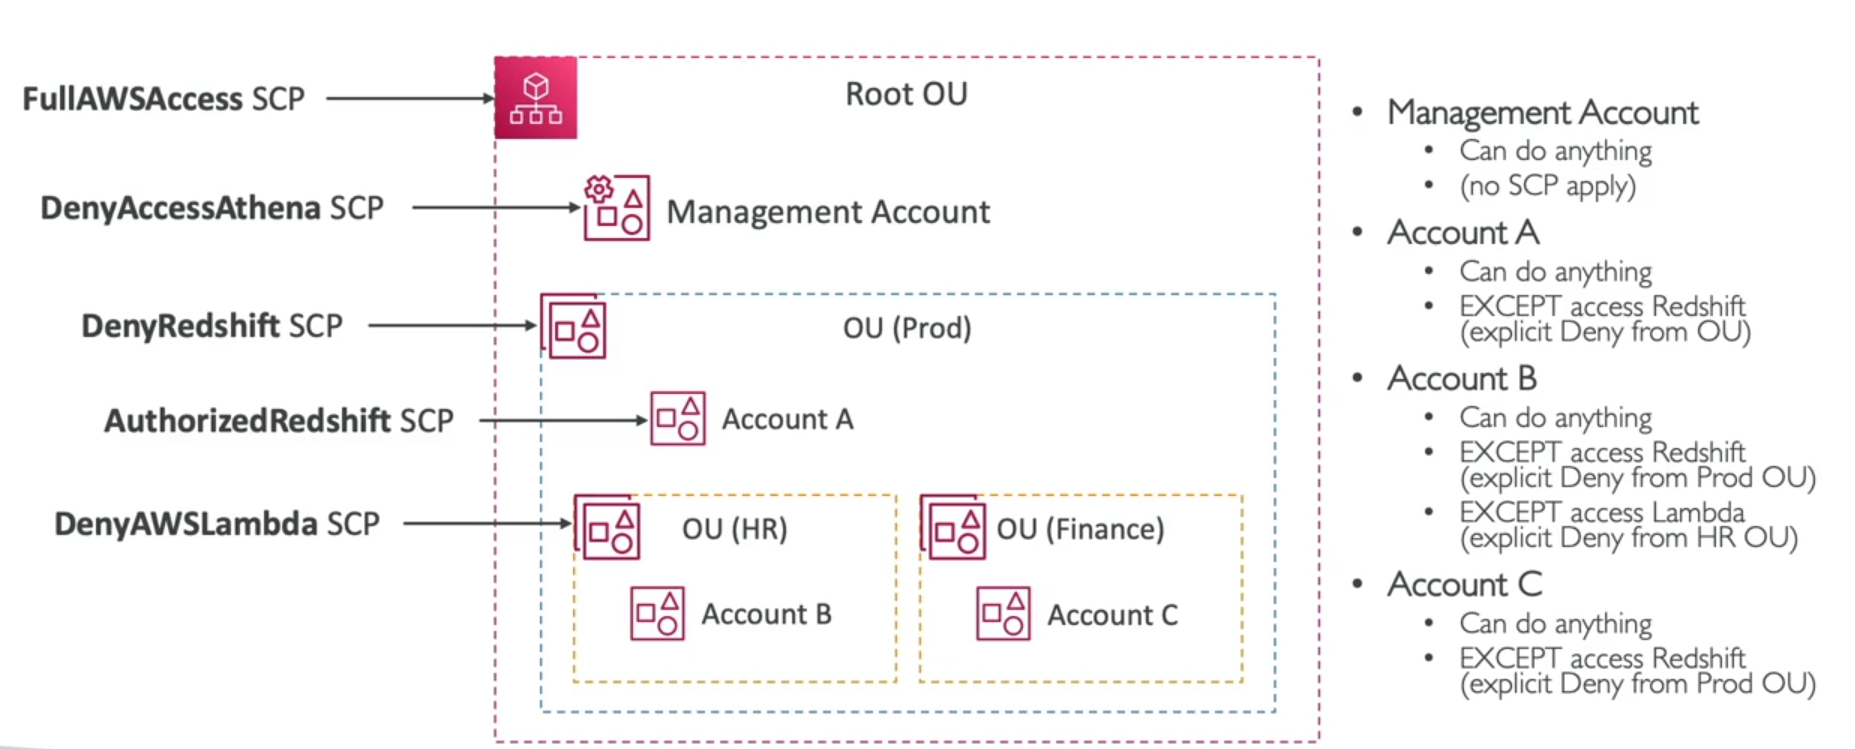 FullAWSAccess SCP
Root OU
DenyAccessAthena SCP
Management Account
DenyRedshift SCP
OU (Prod)
AuthorizedRedshift SCP
Account A
DenyAWSLambda SCP
OU (HR)
OU (Finance)
Account B
Account C
• Management Account
• Can do anything
• (no SCP apply)
• Account A
• Can do anything
• EXCEPT access Redshift
(explicit Deny from OU)
• Account B
• Can do anything
• EXCEPT access Redshift
(explicit Deny from Prod OU)
• EXCEPT access Lambda
(explicit Deny from HR OU)
• Account C
• Can do anything
• EXCEPT access Redshift
(explicit Deny from Prod OU)